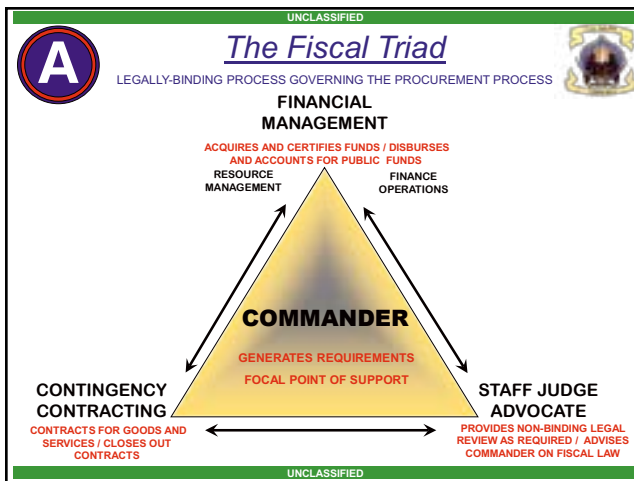 UNCLASSIFIED
A
The Fiscal Triad
LEGALLY-BINDING PROCESS GOVERNING THE PROCUREMENT PROCESS
FINANCIAL
MANAGEMENT
ACQUIRES AND CERTIFIES FUNDS / DISBURSES
AND ACCOUNTS FOR PUBLIC FUNDS
RESOURCE
MANAGEMENT
FINANCE
OPERATIONS
COMMANDER
GENERATES REQUIREMENTS
FOCAL POINT OF SUPPORT
CONTINGENCY
CONTRACTING
CONTRACTS FOR GOODS AND
SERVICES / CLOSES OUT
CONTRACTS
STAFF JUDGE
ADVOCATE
PROVIDES NON-BINDING LEGAL
REVIEW AS REQUIRED / ADVISES
COMMANDER ON FISCAL LAW
UNCLASSIFIED